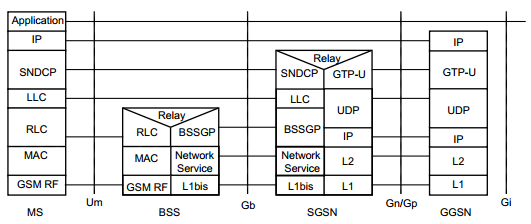 Application
IP
SNDCP
LLC
RLC
MAC
GSM RF
MS
Um
Relay
RLC
BSSGP
MAC
Network
Service
GSM RF
L1bis
BSS
Gb
Relay
SNDCP
GTP-U
LLC
UDP
BSSGP
IP
Network
Service
L2
L1bis
L1
SGSN
Gn/Gp
IP
GTP-U
UDP
IP
L2
L1
GGSN
Gi